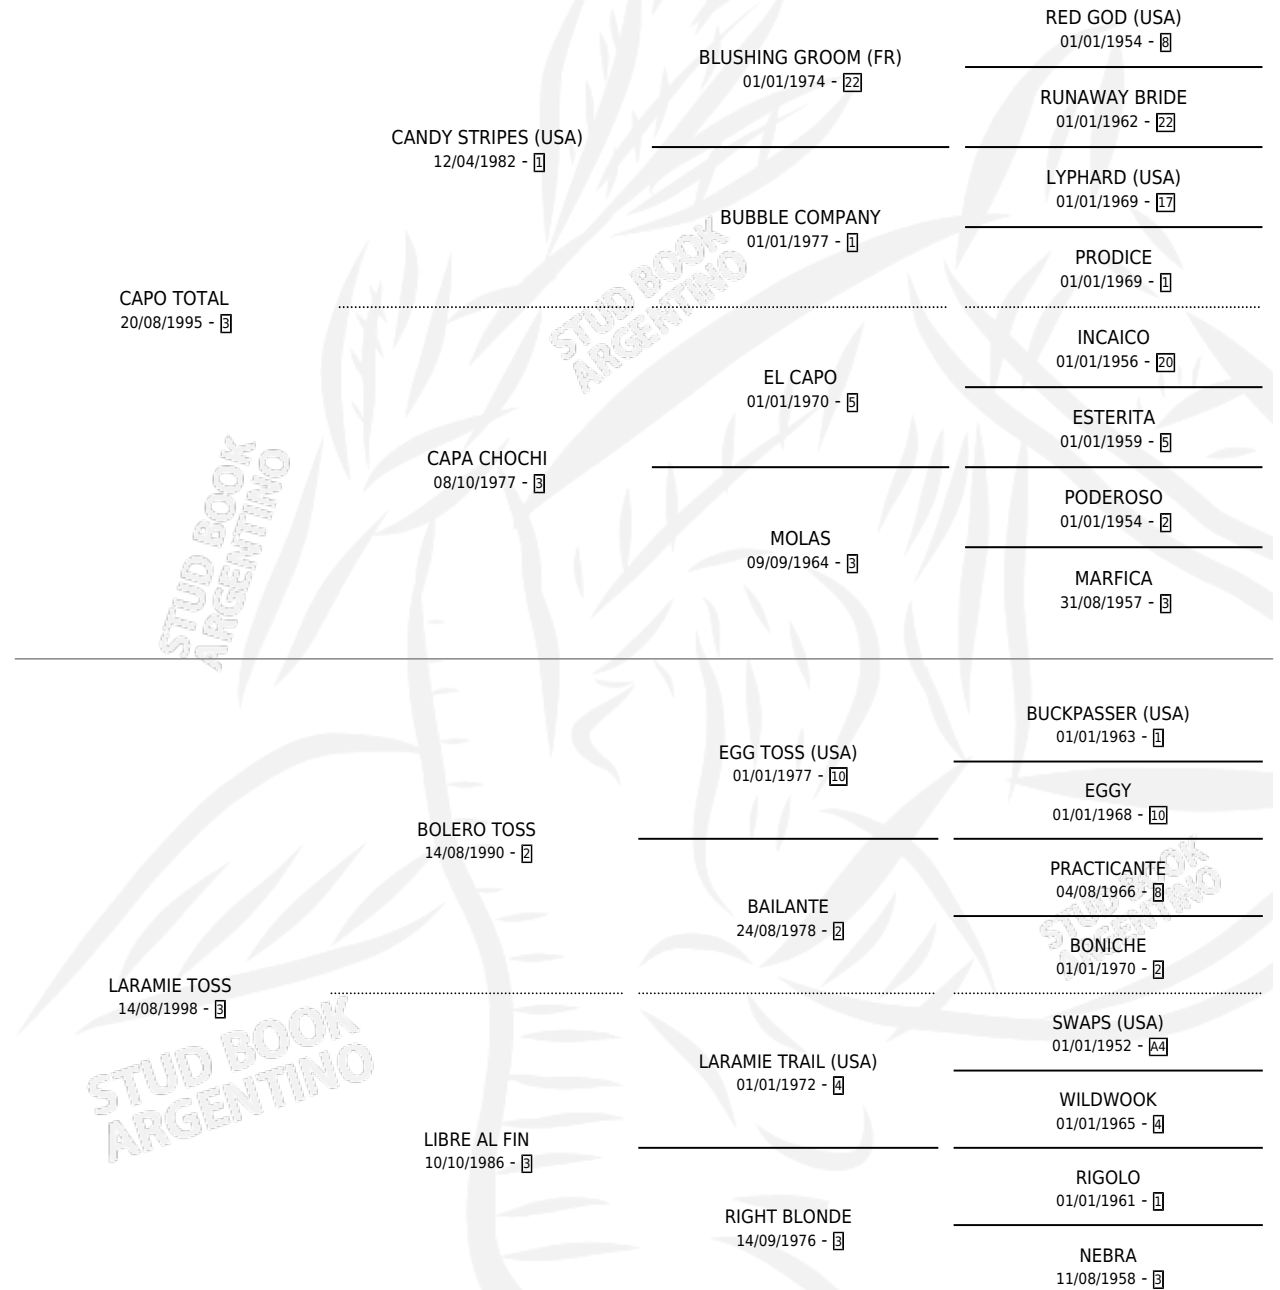 RED GOD (USA)
01/01/1954 - 8
BLUSHING GROOM (FR)
01/01/1974 - 22
RUNAWAY BRIDE
01/01/1962 - 22
CANDY STRIPES (USA)
12/04/1982 - 1
LYPHARD (USA)
01/01/1969 - 17
BUBBLE COMPANY
01/01/1977 - 1
PRODICE
01/01/1969 - 1
CAPO TOTAL
20/08/1995 - 3
STUD BOOK
ARGENTINO
INCAICO
01/01/1956 - 20
EL CAPO
01/01/1970 - 5
ESTERITA
01/01/1959 - 5
CAPA CHOCHI
08/10/1977 - 3
PODEROSO
01/01/1954 - 2
MOLAS
09/09/1964 - 3
MARFICA
31/08/1957 - 3
STUD BOOK
ARGENTINO
BUCKPASSER (USA)
01/01/1963 - 1
EGG TOSS (USA)
01/01/1977 - 10
EGGY
01/01/1968 - 10
BOLERO TOSS
14/08/1990 - 2
PRACTICANTE
04/08/1966 - 8
BAILANTE
24/08/1978 - 2
BONICHE
01/01/1970 - 2
STUD BOOK
ARGENTINO
LARAMIE TOSS
14/08/1998 - 3
SWAPS (USA)
01/01/1952 - A4
LARAMIE TRAIL (USA)
01/01/1972 - 4
WILDWOOK
01/01/1965 - 4
STUD BOOK
ARGENTINO
LIBRE AL FIN
10/10/1986 - 3
RIGOLO
01/01/1961 - 1
RIGHT BLONDE
14/09/1976 - 3
NEBRA
11/08/1958 - 3